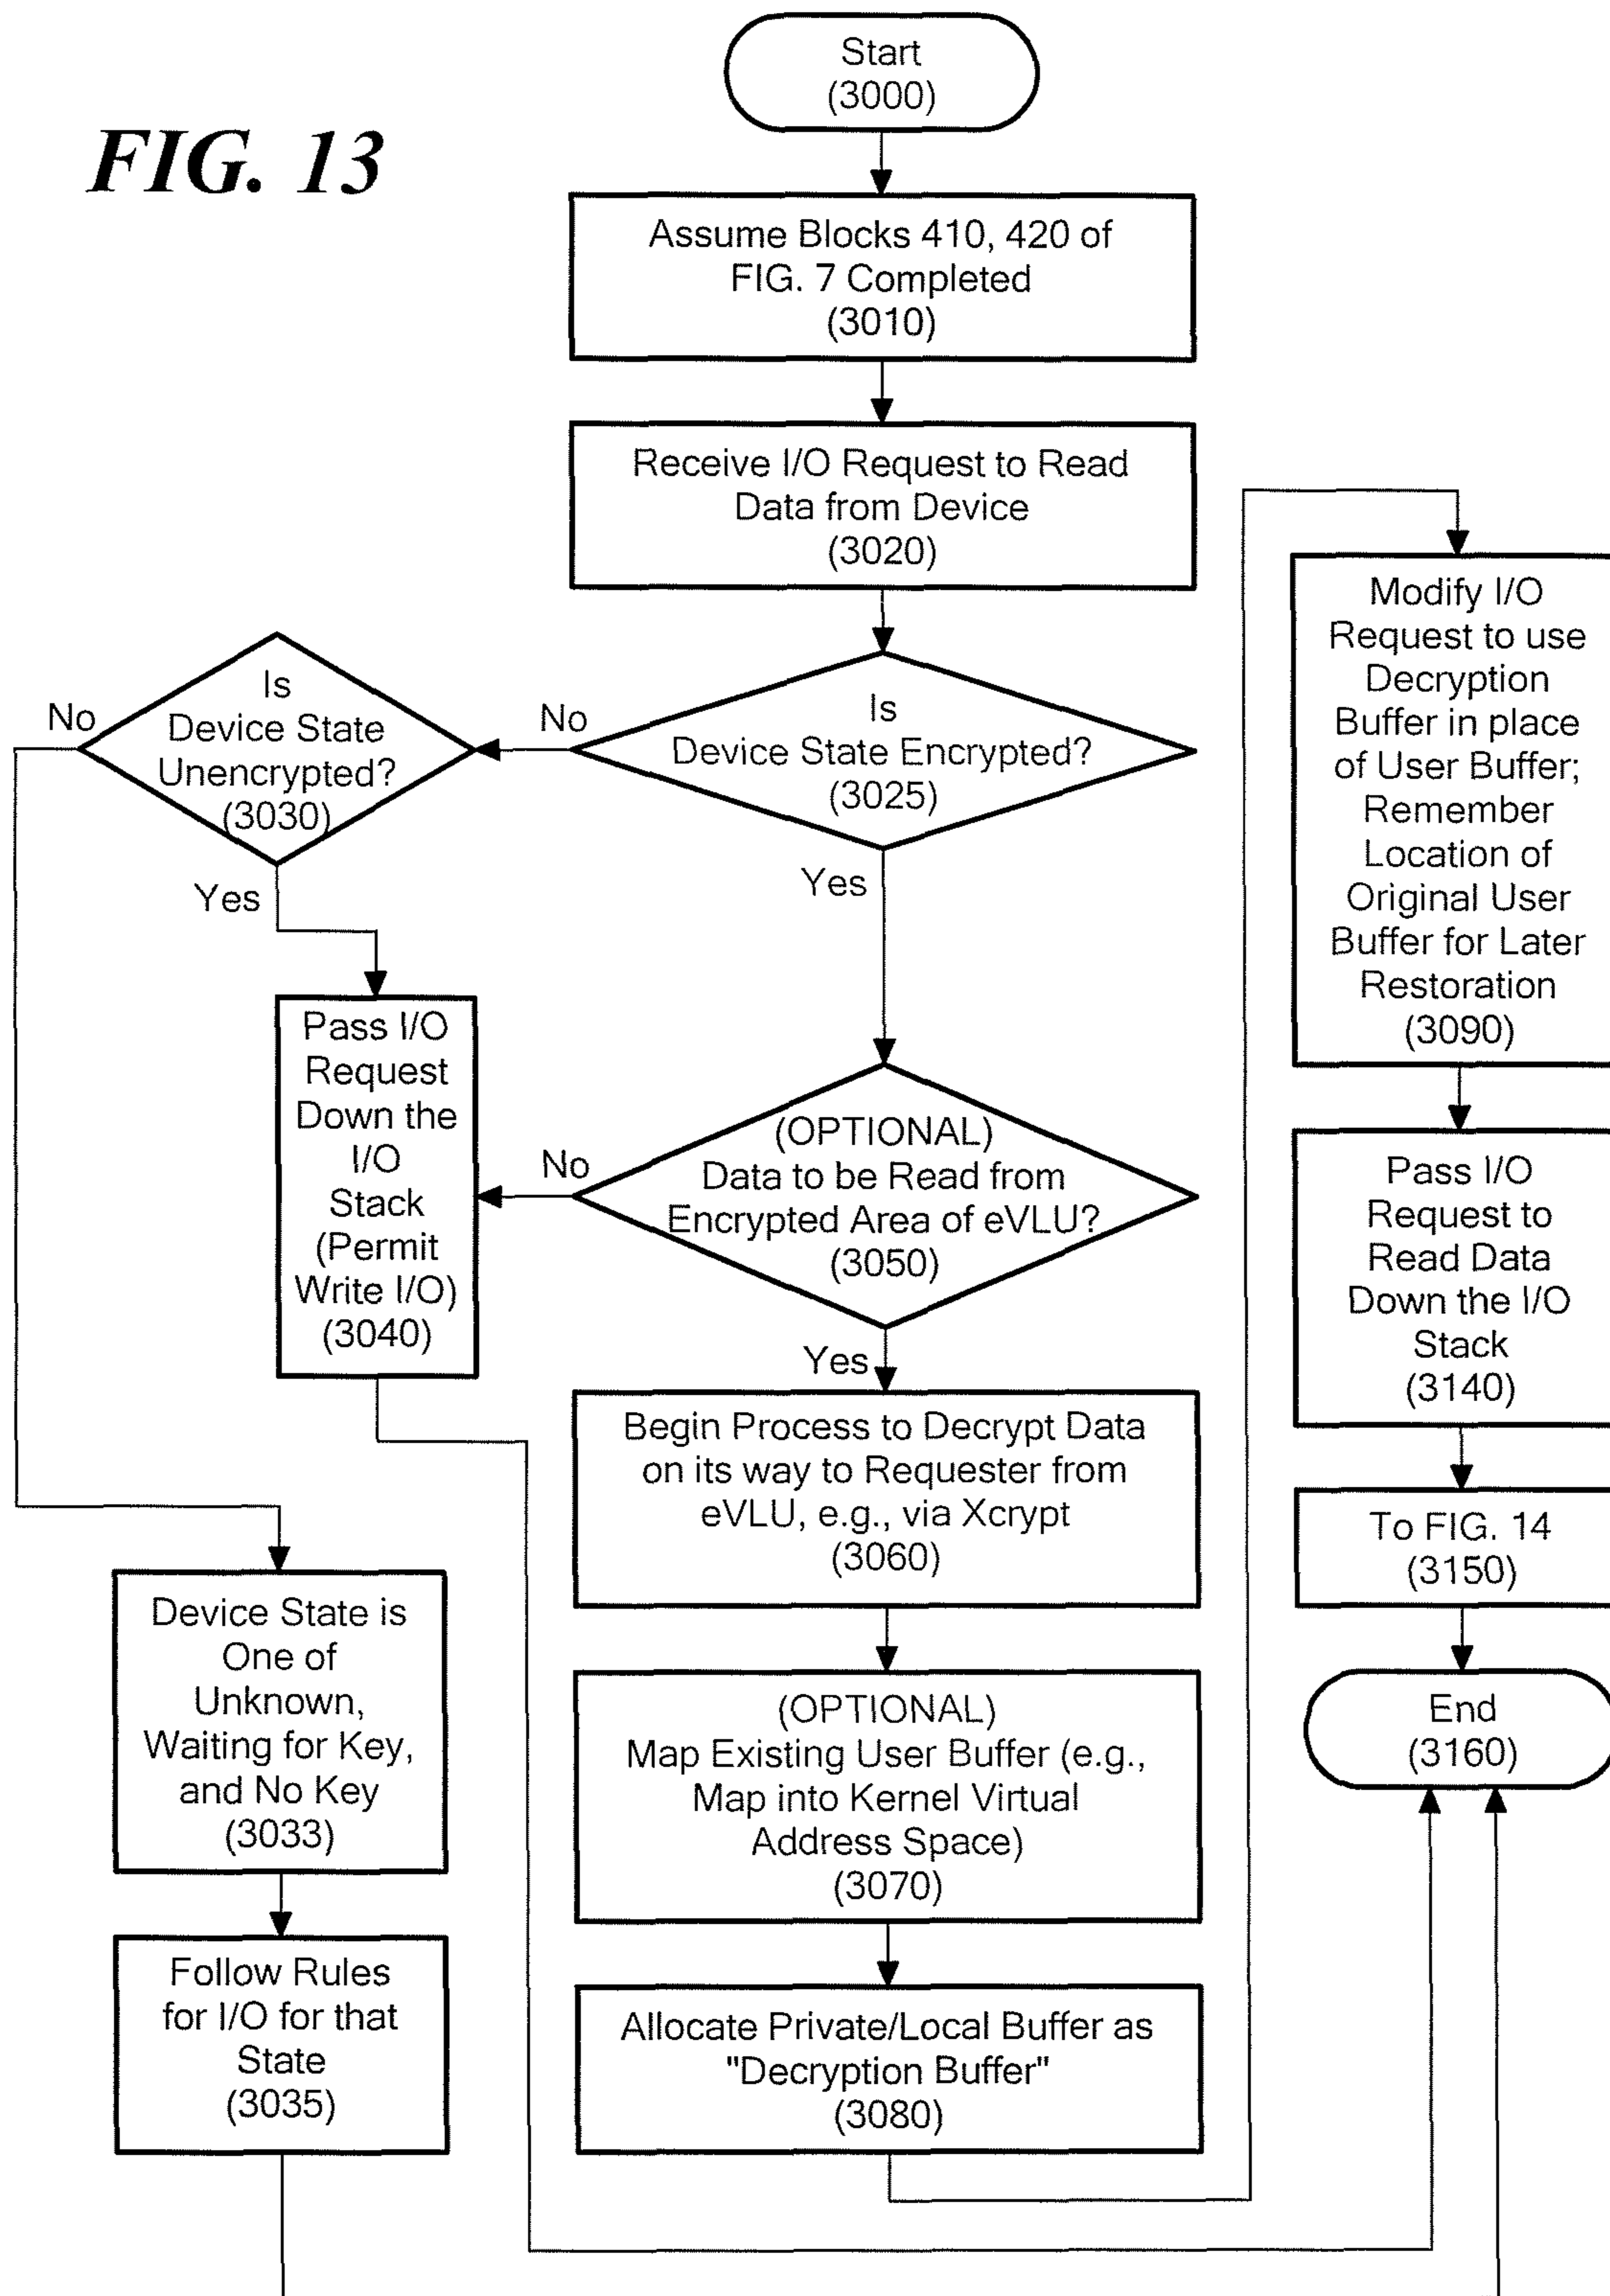 FIG. 13
Start
(3000)
Assume Blocks 410, 420 of
FIG. 7 Completed
(3010)
Receive I/O Request to Read
Data from Device
(3020)
Is
Device State Encrypted?
(3025)
No
Yes
Is
Device State
Unencrypted?
(3030)
No
Yes
Pass I/O
Request
Down the
I/O
Stack
(Permit
Write I/O)
(3040)
(OPTIONAL)
Data to be Read from
Encrypted Area of eVLU?
(3050)
No
Yes
Begin Process to Decrypt Data
on its way to Requester from
eVLU, e.g., via Xcrypt
(3060)
(OPTIONAL)
Map Existing User Buffer (e.g.,
Map into Kernel Virtual
Address Space)
(3070)
Allocate Private/Local Buffer as
"Decryption Buffer"
(3080)
Device State is
One of
Unknown,
Waiting for Key,
and No Key
(3033)
Follow Rules
for I/O for that
State
(3035)
Modify I/O
Request to use
Decryption
Buffer in place
of User Buffer;
Remember
Location of
Original User
Buffer for Later
Restoration
(3090)
Pass I/O
Request to
Read Data
Down the I/O
Stack
(3140)
To FIG. 14
(3150)
End
(3160)